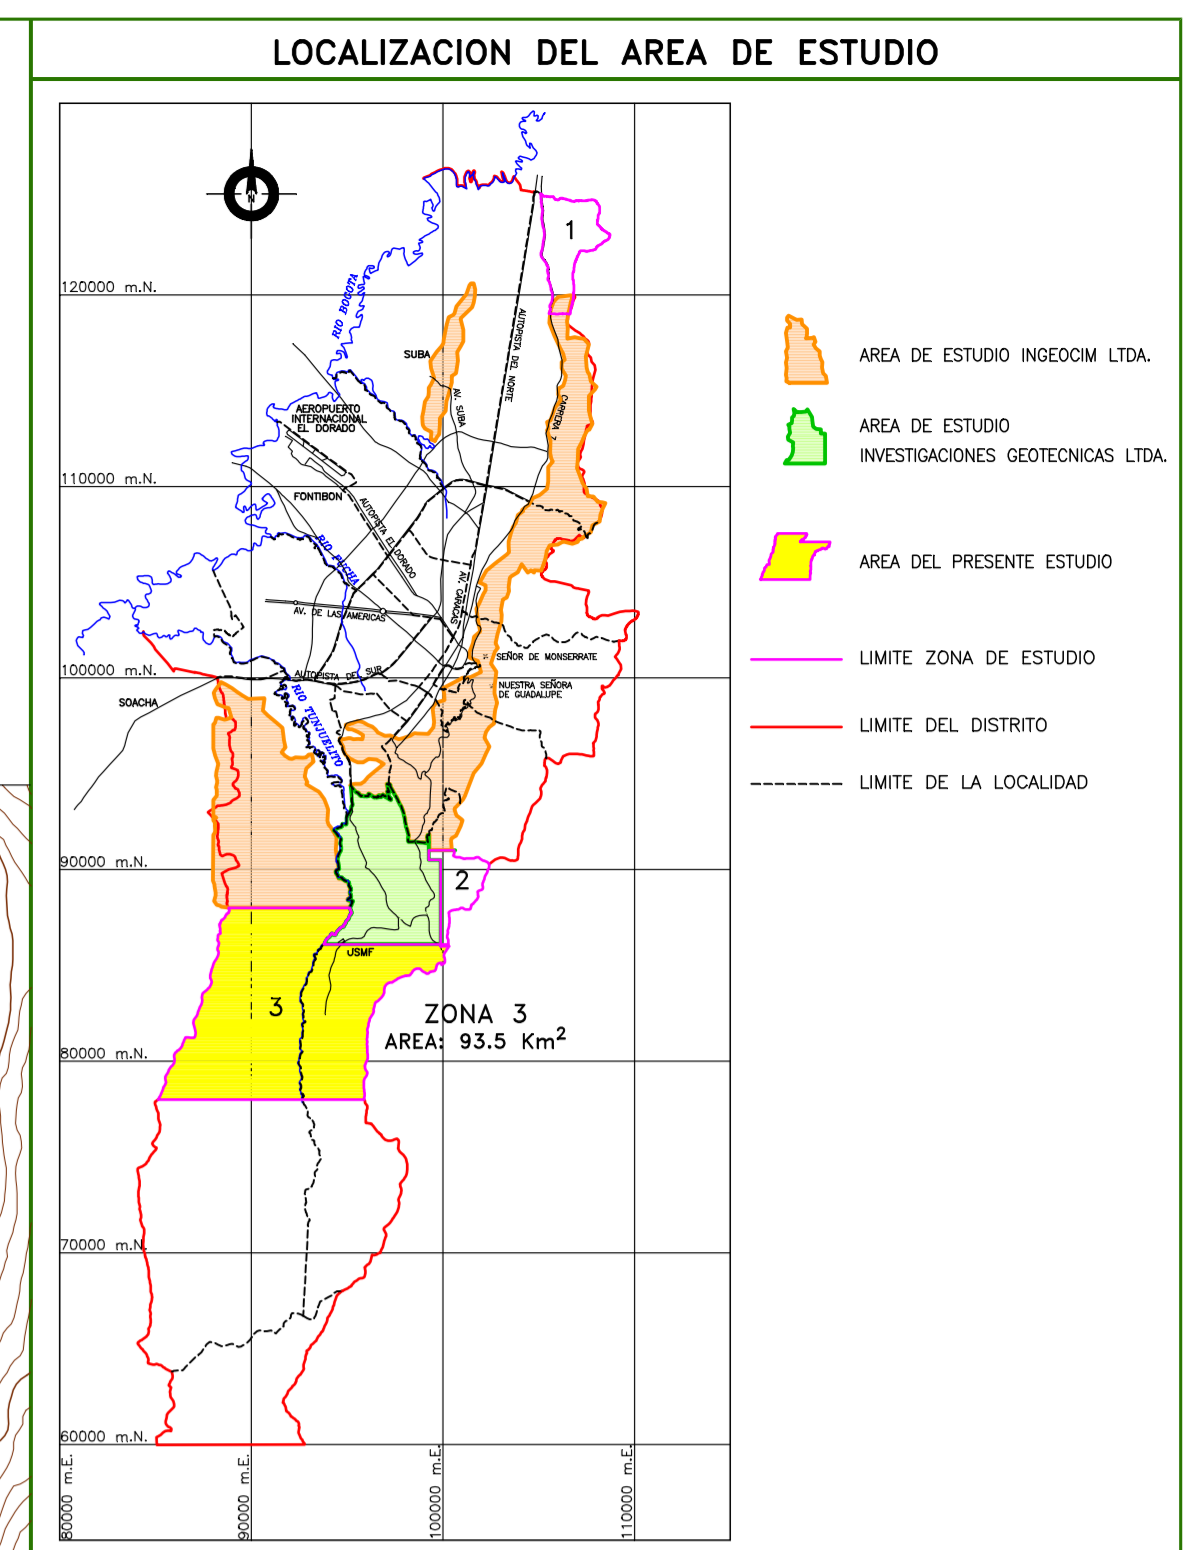 LOCALIZACION DEL AREA DE ESTUDIO
N
1
120000 m.N.
RIO BOGOTA
AUTOPISTA DEL NORTE
SUBA
AV. SUBA
CARRERA 7
AEROPUERTO
INTERNACIONAL
EL DORADO
110000 m.N.
FONTIBON
AUTOPISTA EL DORADO
RIO FUCHA
AV. CARACAS
AV. DE LAS AMERICAS
SEÑOR DE MONSERRATE
100000 m.N.
AUTOPISTA DEL SUR
NUESTRA SEÑORA
DE GUADALUPE
SOACHA
RIO TUNJUELITO
90000 m.N.
2
USME
3
ZONA 3
AREA: 93.5 Km²
80000 m.N.
70000 m.N.
60000 m.N.
80000 m.E.
90000 m.E.
100000 m.E.
110000 m.E.
AREA DE ESTUDIO INGEOCIM LTDA.
AREA DE ESTUDIO
INVESTIGACIONES GEOTECNICAS LTDA.
AREA DEL PRESENTE ESTUDIO
LIMITE ZONA DE ESTUDIO
LIMITE DEL DISTRITO
LIMITE DE LA LOCALIDAD